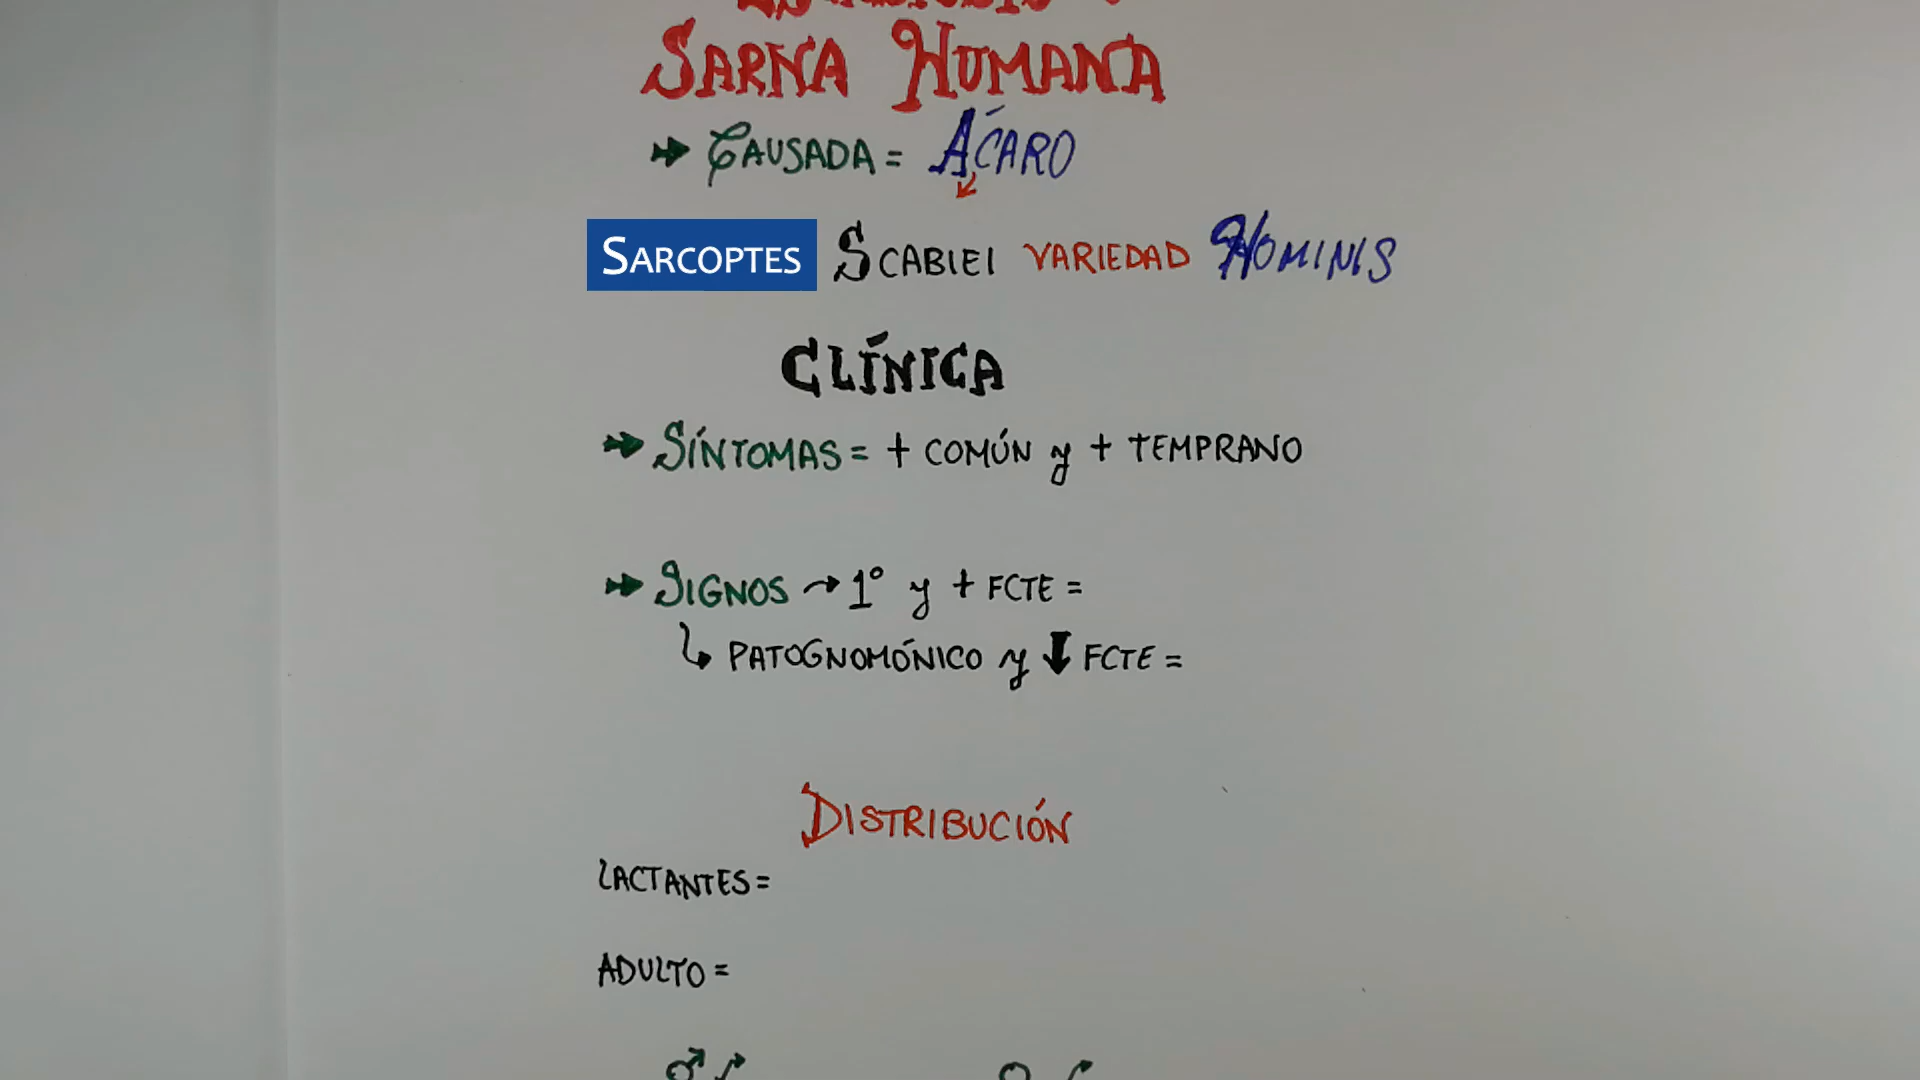 SARNA HUMANA
CAUSADA = ÁCARO
SARCOPTES SCABIEI VARIEDAD HOMINIS
CLÍNICA
SÍNTOMAS = + COMÚN y + TEMPRANO
SIGNOS → 1° y + FCTE =
PATOGNOMÓNICO y ↓ FCTE =
DISTRIBUCIÓN
LACTANTES =
ADULTO =